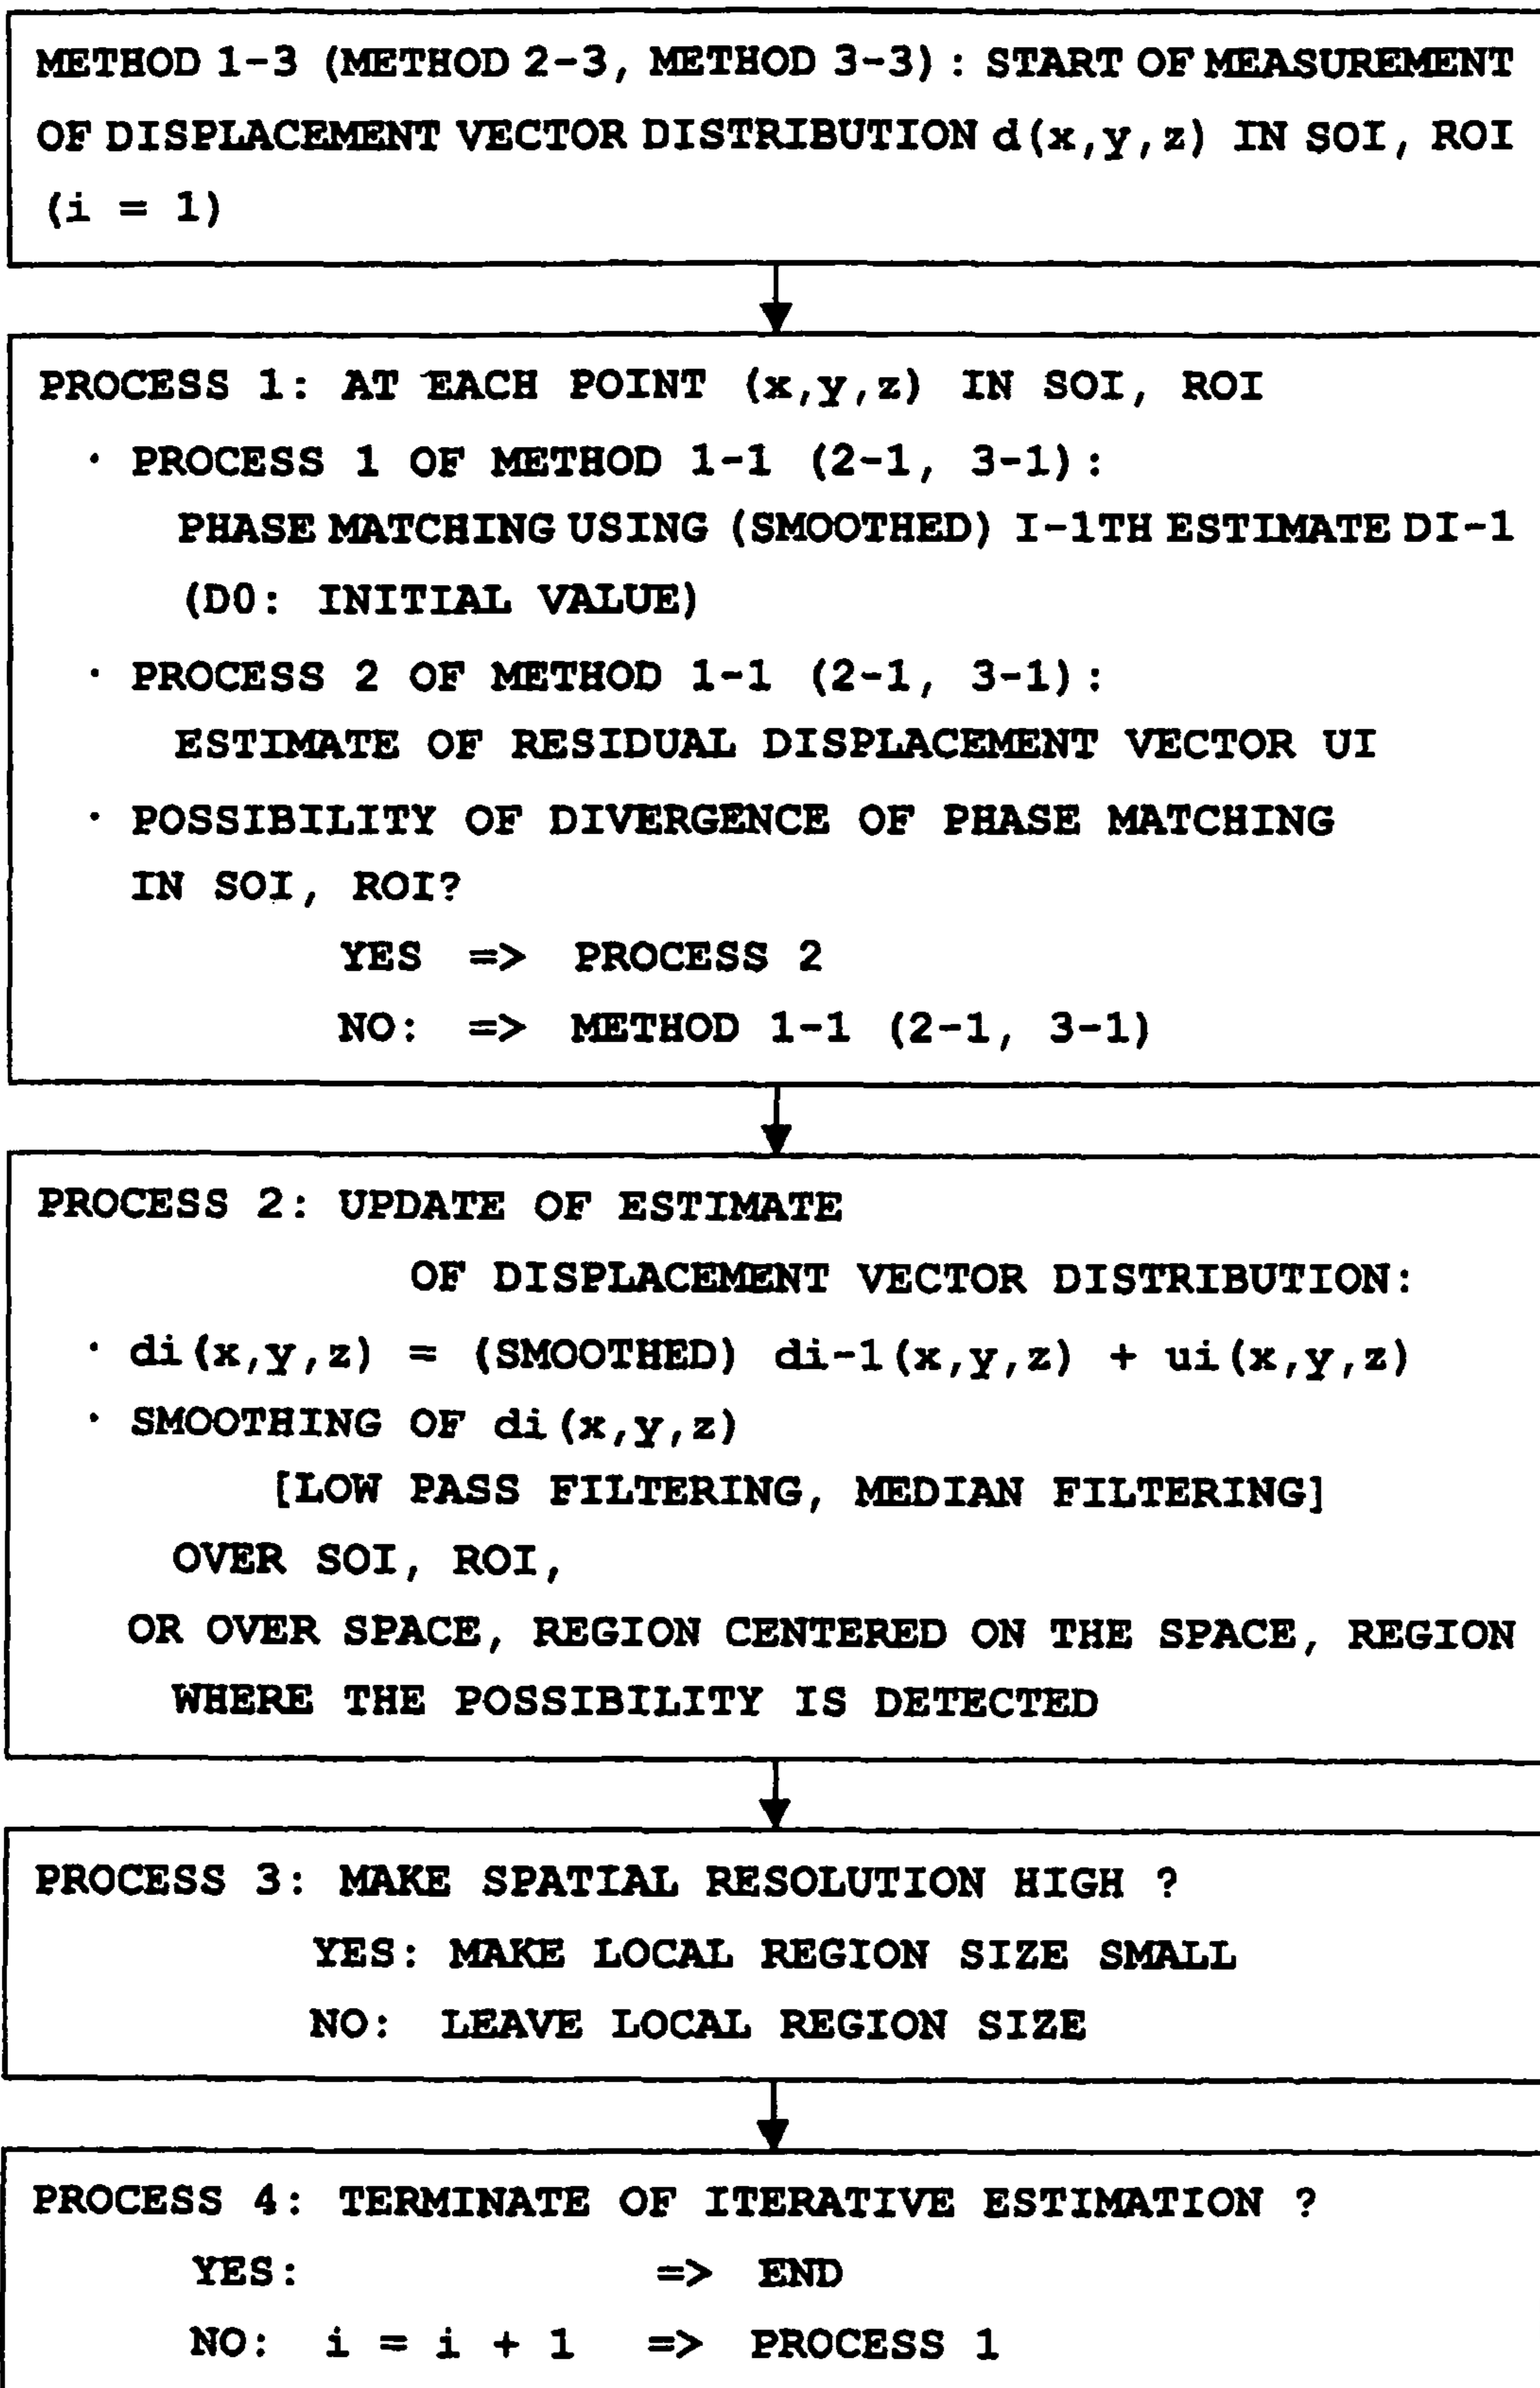 METHOD 1-3 (METHOD 2-3, METHOD 3-3) : START OF MEASUREMENT
OF DISPLACEMENT VECTOR DISTRIBUTION d(x,y,z) IN SOI, ROI
(i = 1)
PROCESS 1: AT EACH POINT (x,y,z) IN SOI, ROI
· PROCESS 1 OF METHOD 1-1 (2-1, 3-1):
PHASE MATCHING USING (SMOOTHED) I-1TH ESTIMATE DI-1
(D0: INITIAL VALUE)
· PROCESS 2 OF METHOD 1-1 (2-1, 3-1):
ESTIMATE OF RESIDUAL DISPLACEMENT VECTOR UI
· POSSIBILITY OF DIVERGENCE OF PHASE MATCHING
IN SOI, ROI?
YES => PROCESS 2
NO: => METHOD 1-1 (2-1, 3-1)
PROCESS 2: UPDATE OF ESTIMATE
OF DISPLACEMENT VECTOR DISTRIBUTION:
· di(x,y,z) = (SMOOTHED) di-1(x,y,z) + ui(x,y,z)
· SMOOTHING OF di(x,y,z)
[LOW PASS FILTERING, MEDIAN FILTERING]
OVER SOI, ROI,
OR OVER SPACE, REGION CENTERED ON THE SPACE, REGION
WHERE THE POSSIBILITY IS DETECTED
PROCESS 3: MAKE SPATIAL RESOLUTION HIGH ?
YES: MAKE LOCAL REGION SIZE SMALL
NO: LEAVE LOCAL REGION SIZE
PROCESS 4: TERMINATE OF ITERATIVE ESTIMATION ?
YES: => END
NO: i = i + 1 => PROCESS 1